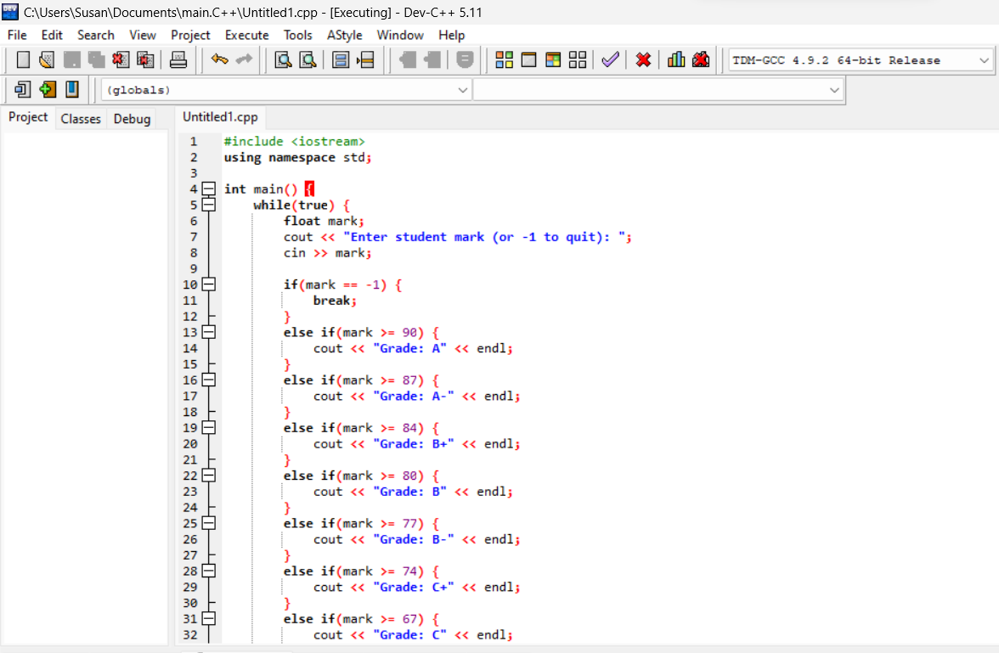 C:\Users\Susan\Documents\main.C++\Untitled1.cpp - [Executing] - Dev-C++ 5.11
File Edit Search View Project Execute Tools AStyle Window Help
TDM-GCC 4.9.2 64-bit Release
(globals)
Project Classes Debug
Untitled1.cpp
1 #include <iostream>
2 using namespace std;
3
4 int main() {
5 while(true) {
6 float mark;
7 cout << "Enter student mark (or -1 to quit): ";
8 cin >> mark;
9
10 if(mark == -1) {
11 break;
12 }
13 else if(mark >= 90) {
14 cout << "Grade: A" << endl;
15 }
16 else if(mark >= 87) {
17 cout << "Grade: A-" << endl;
18 }
19 else if(mark >= 84) {
20 cout << "Grade: B+" << endl;
21 }
22 else if(mark >= 80) {
23 cout << "Grade: B" << endl;
24 }
25 else if(mark >= 77) {
26 cout << "Grade: B-" << endl;
27 }
28 else if(mark >= 74) {
29 cout << "Grade: C+" << endl;
30 }
31 else if(mark >= 67) {
32 cout << "Grade: C" << endl;